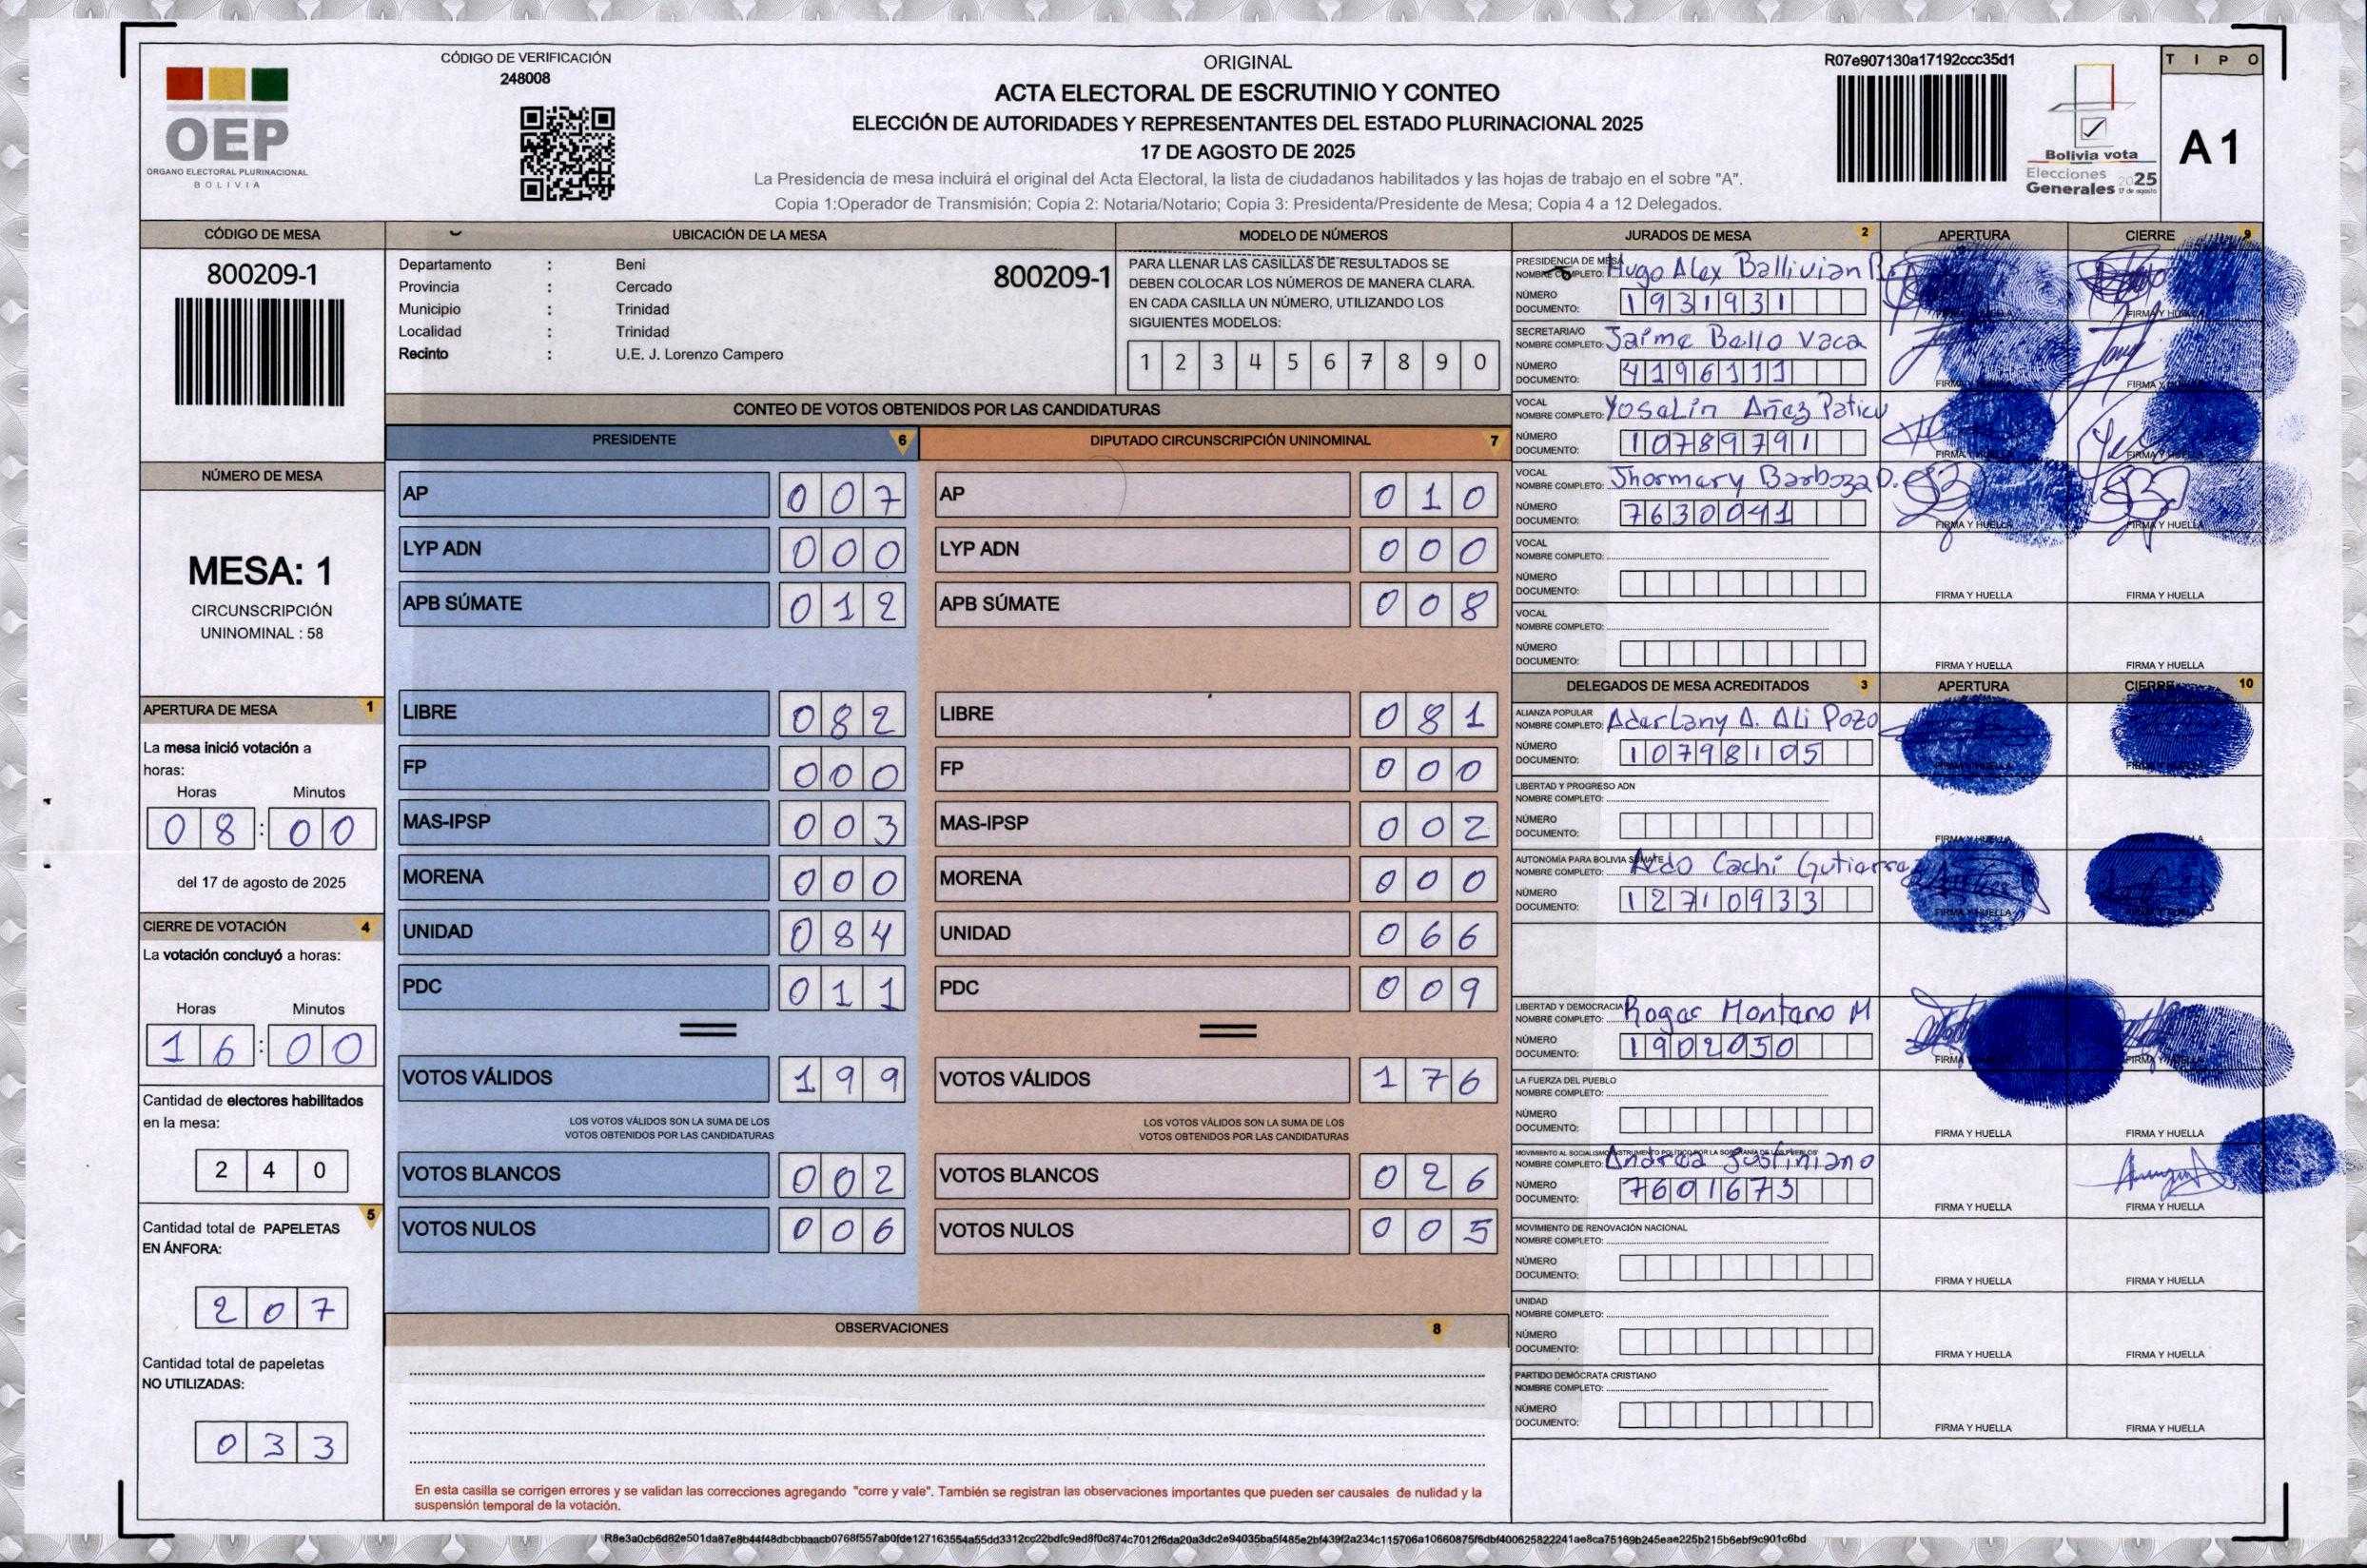 CÓDIGO DE VERIFICACIÓN
248008
OEP
ÓRGANO ELECTORAL PLURINACIONAL
BOLIVIA
ORIGINAL
ACTA ELECTORAL DE ESCRUTINIO Y CONTEO
ELECCIÓN DE AUTORIDADES Y REPRESENTANTES DEL ESTADO PLURINACIONAL 2025
17 DE AGOSTO DE 2025
La Presidencia de mesa incluirá el original del Acta Electoral, la lista de ciudadanos habilitados y las hojas de trabajo en el sobre "A".
Copia 1:Operador de Transmisión; Copia 2: Notaria/Notario; Copia 3: Presidenta/Presidente de Mesa; Copia 4 a 12 Delegados.
R07e907130a17192ccc35d1
Bolivia vota
Elecciones
Generales 2025
17 de agosto
TIPO
A1
CÓDIGO DE MESA
800209-1
UBICACIÓN DE LA MESA
Departamento : Beni
Provincia : Cercado
Municipio : Trinidad
Localidad : Trinidad
Recinto : U.E. J. Lorenzo Campero
800209-1
MODELO DE NÚMEROS
PARA LLENAR LAS CASILLAS DE RESULTADOS SE
DEBEN COLOCAR LOS NÚMEROS DE MANERA CLARA.
EN CADA CASILLA UN NÚMERO, UTILIZANDO LOS
SIGUIENTES MODELOS:
1 2 3 4 5 6 7 8 9 0
NÚMERO DE MESA
MESA: 1
CIRCUNSCRIPCIÓN
UNINOMINAL : 58
APERTURA DE MESA 1
La mesa inició votación a
horas:
Horas Minutos
08 : 00
del 17 de agosto de 2025
CIERRE DE VOTACIÓN 4
La votación concluyó a horas:
Horas Minutos
16 : 00
Cantidad de electores habilitados
en la mesa:
240
5
Cantidad total de PAPELETAS
EN ÁNFORA:
207
Cantidad total de papeletas
NO UTILIZADAS:
033
CONTEO DE VOTOS OBTENIDOS POR LAS CANDIDATURAS
PRESIDENTE 6
AP 007
LYP ADN 000
APB SÚMATE 012
LIBRE 082
FP 000
MAS-IPSP 003
MORENA 000
UNIDAD 084
PDC 011
VOTOS VÁLIDOS 199
LOS VOTOS VÁLIDOS SON LA SUMA DE LOS
VOTOS OBTENIDOS POR LAS CANDIDATURAS
VOTOS BLANCOS 002
VOTOS NULOS 006
DIPUTADO CIRCUNSCRIPCIÓN UNINOMINAL 7
AP 010
LYP ADN 000
APB SÚMATE 008
LIBRE 081
FP 000
MAS-IPSP 002
MORENA 000
UNIDAD 066
PDC 009
VOTOS VÁLIDOS 176
LOS VOTOS VÁLIDOS SON LA SUMA DE LOS
VOTOS OBTENIDOS POR LAS CANDIDATURAS
VOTOS BLANCOS 026
VOTOS NULOS 005
OBSERVACIONES 8
En esta casilla se corrigen errores y se validan las correcciones agregando "corre y vale". También se registran las observaciones importantes que pueden ser causales de nulidad y la
suspensión temporal de la votación.
JURADOS DE MESA 2 APERTURA CIERRE 9
PRESIDENCIA DE MESA
NOMBRE COMPLETO: Hugo Alex Ballivian
NÚMERO
DOCUMENTO: 1931931
FIRMA Y HUELLA
SECRETARIA/O
NOMBRE COMPLETO: Jaime Bello Vaca
NÚMERO
DOCUMENTO: 4196111
FIRMA Y HUELLA
VOCAL
NOMBRE COMPLETO: Yoselin Añez Paticu
NÚMERO
DOCUMENTO: 10789791
FIRMA Y HUELLA
VOCAL
NOMBRE COMPLETO: Jhormary Barboza D.
NÚMERO
DOCUMENTO: 7630041
FIRMA Y HUELLA FIRMA Y HUELLA
VOCAL
NOMBRE COMPLETO:
NÚMERO
DOCUMENTO:
FIRMA Y HUELLA FIRMA Y HUELLA
VOCAL
NOMBRE COMPLETO:
NÚMERO
DOCUMENTO:
FIRMA Y HUELLA FIRMA Y HUELLA
DELEGADOS DE MESA ACREDITADOS 3 APERTURA CIERRE 10
ALIANZA POPULAR
NOMBRE COMPLETO: Aderlany A. Ali Pozo
NÚMERO
DOCUMENTO: 10798105
LIBERTAD Y PROGRESO ADN
NOMBRE COMPLETO:
NÚMERO
DOCUMENTO:
FIRMA Y HUELLA
AUTONOMÍA PARA BOLIVIA SÚMATE
NOMBRE COMPLETO: Aldo Cachi Gutierrez
NÚMERO
DOCUMENTO: 12710933
FIRMA Y HUELLA
LIBERTAD Y DEMOCRACIA
NOMBRE COMPLETO: Roger Montaño M
NÚMERO
DOCUMENTO: 1902050
FIRMA Y HUELLA
LA FUERZA DEL PUEBLO
NOMBRE COMPLETO:
NÚMERO
DOCUMENTO:
FIRMA Y HUELLA FIRMA Y HUELLA
MOVIMIENTO AL SOCIALISMO INSTRUMENTO POLÍTICO POR LA SOBERANÍA DE LOS PUEBLOS
NOMBRE COMPLETO: Andrea Justiniano
NÚMERO
DOCUMENTO: 7601673
FIRMA Y HUELLA FIRMA Y HUELLA
MOVIMIENTO DE RENOVACIÓN NACIONAL
NOMBRE COMPLETO:
NÚMERO
DOCUMENTO:
FIRMA Y HUELLA FIRMA Y HUELLA
UNIDAD
NOMBRE COMPLETO:
NÚMERO
DOCUMENTO:
FIRMA Y HUELLA FIRMA Y HUELLA
PARTIDO DEMÓCRATA CRISTIANO
NOMBRE COMPLETO:
NÚMERO
DOCUMENTO:
FIRMA Y HUELLA FIRMA Y HUELLA